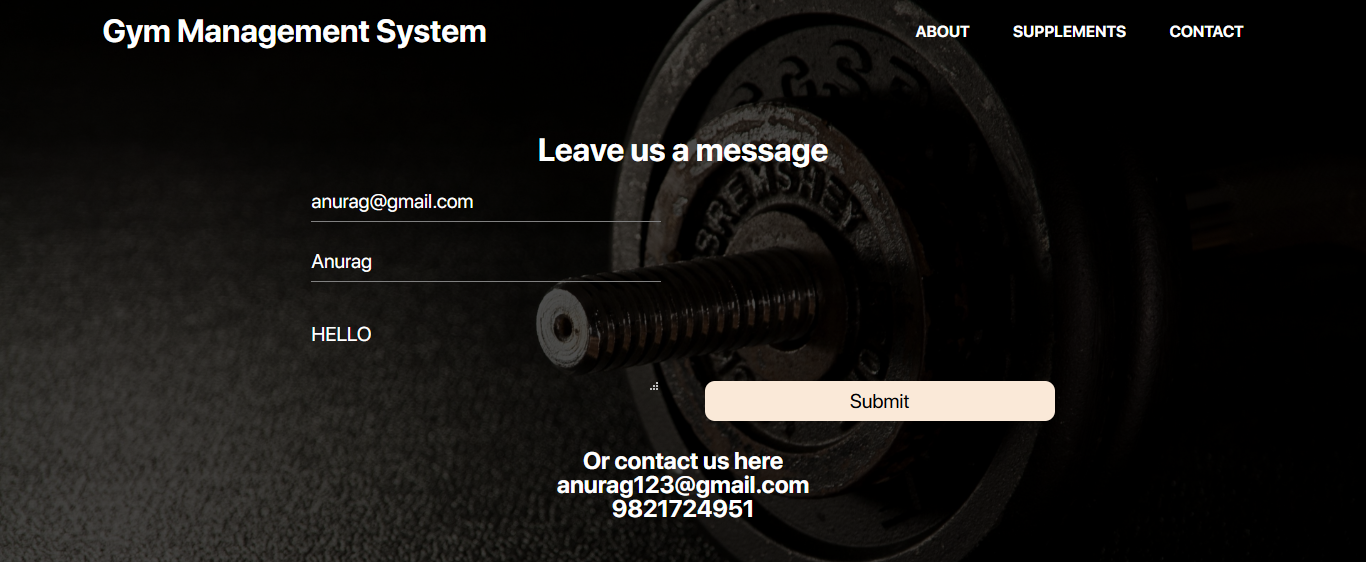 Gym Management System
ABOUT SUPPLEMENTS CONTACT
Leave us a message
anurag@gmail.com
Anurag
HELLO
Submit
Or contact us here
anurag123@gmail.com
9821724951
BREMSHEY